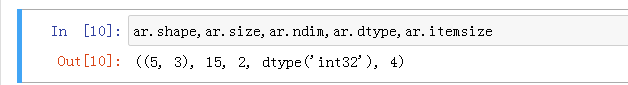 In [10]: ar.shape,ar.size,ar.ndim,ar.dtype,ar.itemsize
Out[10]: ((5, 3), 15, 2, dtype('int32'), 4)